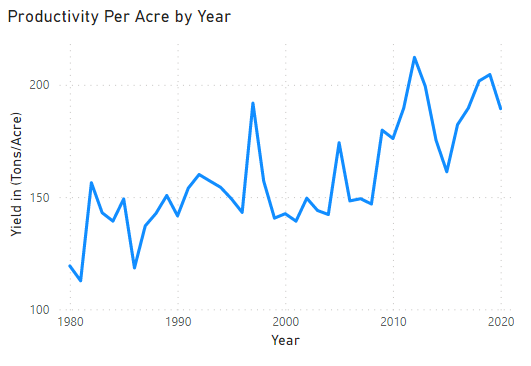 Productivity Per Acre by Year
Yield in (Tons/Acre)
200
150
100
1980 1990 2000 2010 2020
Year